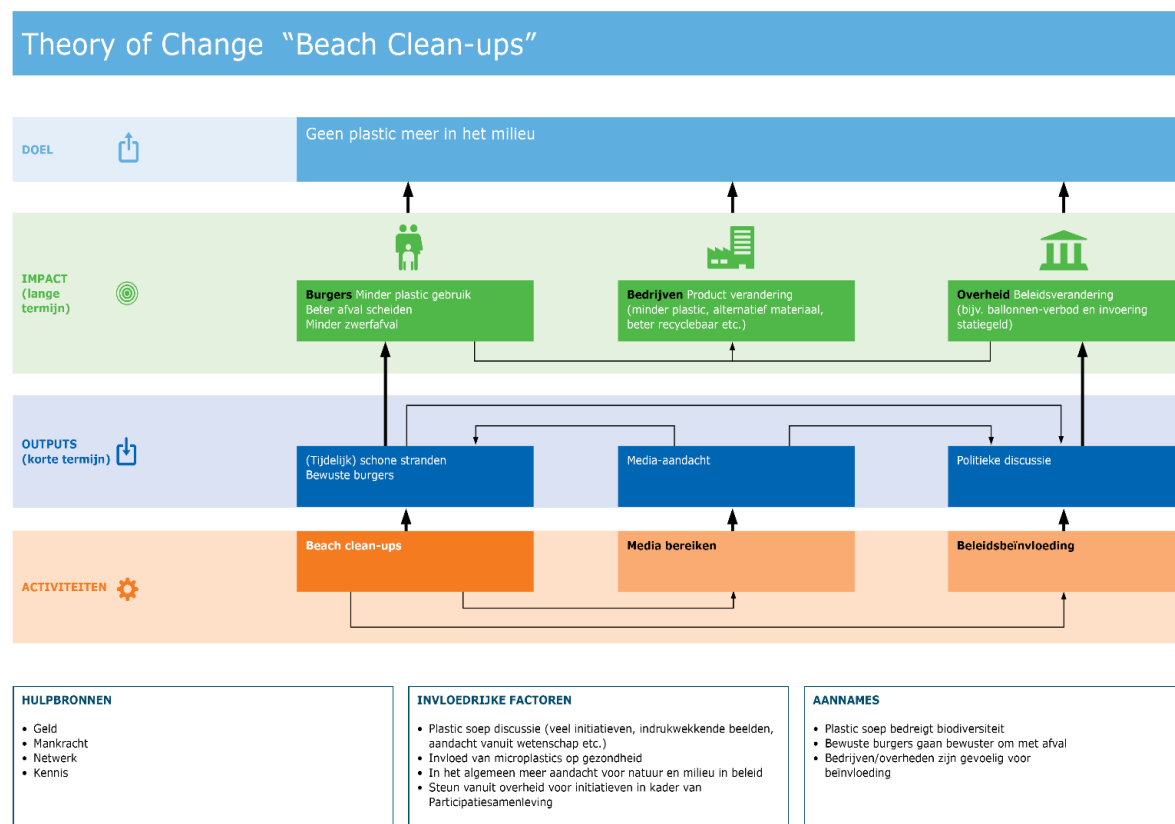 Theory of Change “Beach Clean-ups”
DOEL
Geen plastic meer in het milieu
IMPACT
(lange
termijn)
Burgers Minder plastic gebruik
Beter afval scheiden
Minder zwerfafval
Bedrijven Product verandering
(minder plastic, alternatief materiaal,
beter recyclebaar etc.)
Overheid Beleidsverandering
(bijv. ballonnen-verbod en invoering
statiegeld)
OUTPUTS
(korte termijn)
(Tijdelijk) schone stranden
Bewuste burgers
Media-aandacht
Politieke discussie
ACTIVITEITEN
Beach clean-ups
Media bereiken
Beleidsbeïnvloeding
HULPBRONNEN
• Geld
• Mankracht
• Netwerk
• Kennis
INVLOEDRIJKE FACTOREN
• Plastic soep discussie (veel initiatieven, indrukwekkende beelden,
aandacht vanuit wetenschap etc.)
• Invloed van microplastics op gezondheid
• In het algemeen meer aandacht voor natuur en milieu in beleid
• Steun vanuit overheid voor initiatieven in kader van
Participatiesamenleving
AANNAMES
• Plastic soep bedreigt biodiversiteit
• Bewuste burgers gaan bewuster om met afval
• Bedrijven/overheden zijn gevoelig voor
beïnvloeding